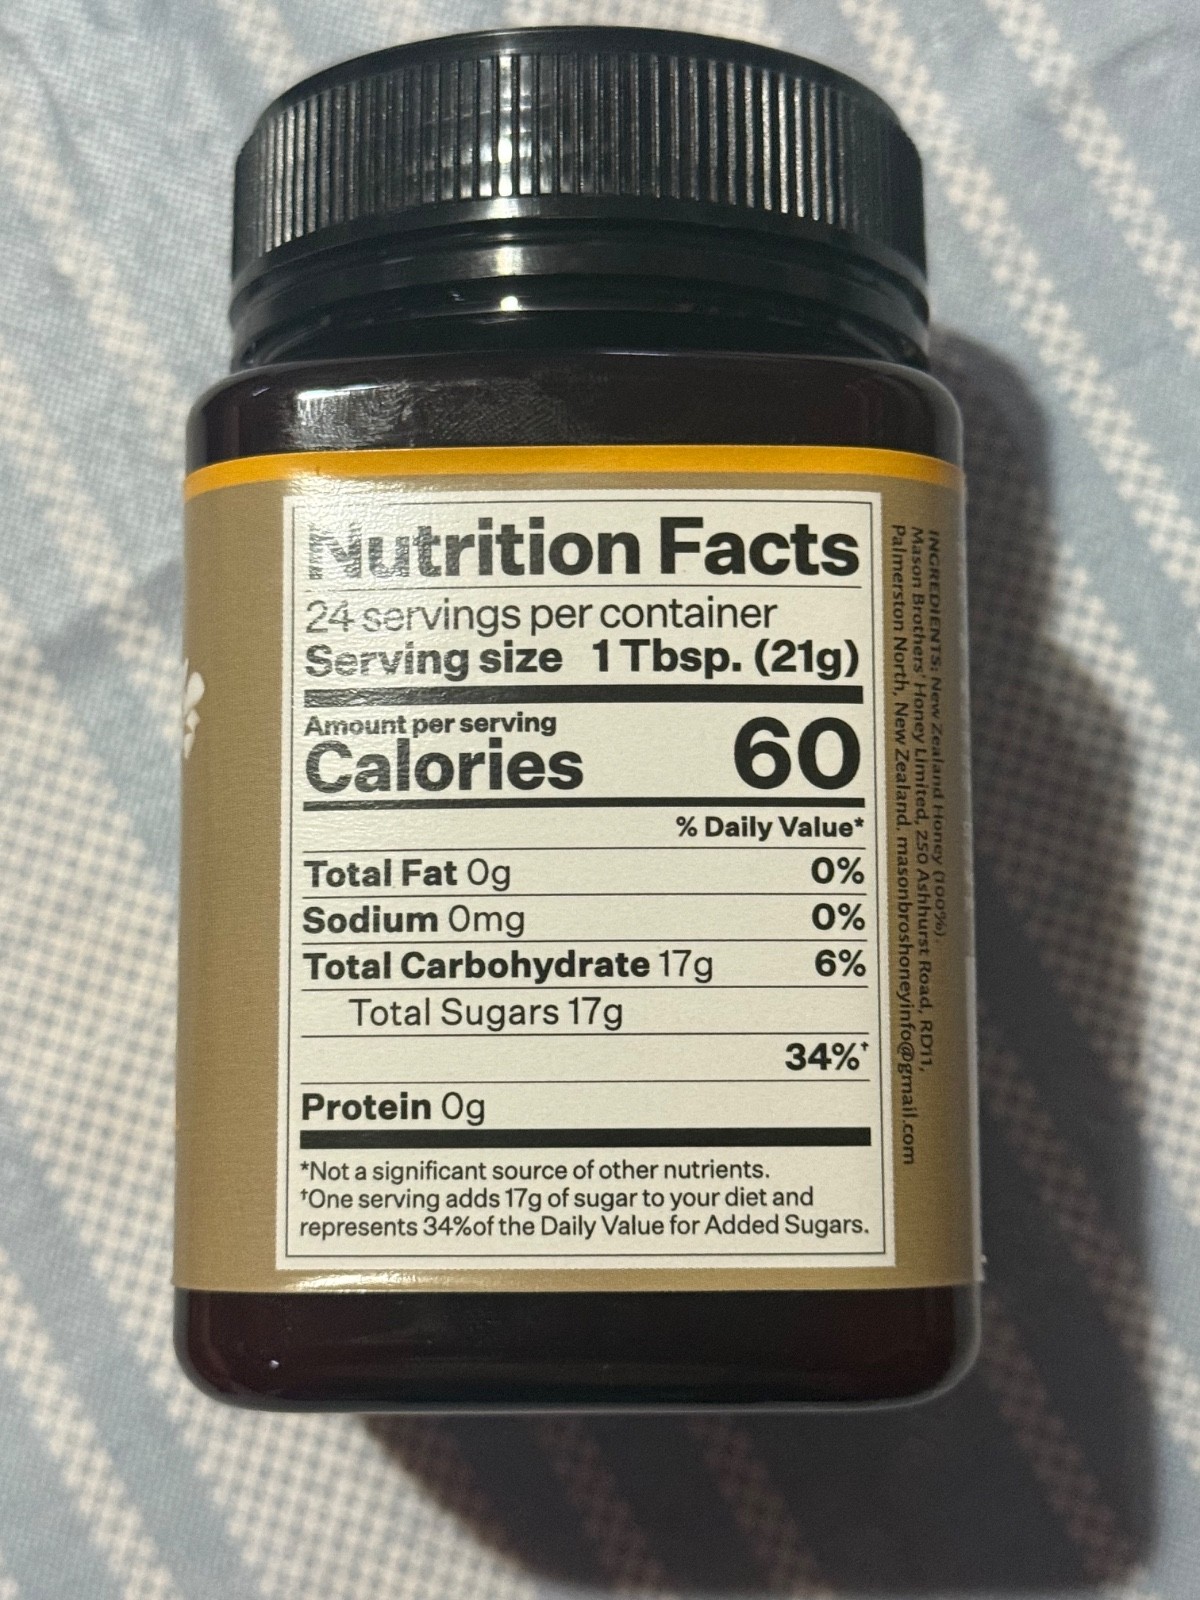 Nutrition Facts
24 servings per container
Serving size 1 Tbsp. (21g)
Amount per serving
Calories 60
% Daily Value*
Total Fat 0g 0%
Sodium 0mg 0%
Total Carbohydrate 17g 6%
Total Sugars 17g
34%†
Protein 0g
*Not a significant source of other nutrients.
†One serving adds 17g of sugar to your diet and
represents 34%of the Daily Value for Added Sugars.
INGREDIENTS: New Zealand Honey (100%)
Mason Brothers' Honey Limited, 250 Ashhurst Road, RD11,
Palmerston North, New Zealand. masonbroshoneyinfo@gmail.com